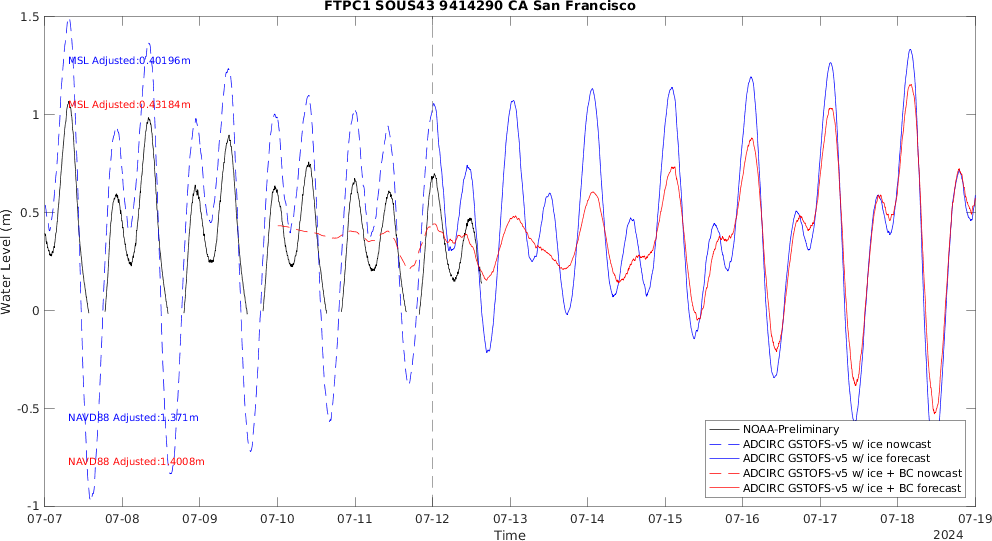 FTPC1 SOUS43 9414290 CA San Francisco
1.5
1
0.5
0
-0.5
-1
Water Level (m)
MSL Adjusted:0.40196m
MSL Adjusted:0.43184m
NAVD88 Adjusted:1.371m
NAVD88 Adjusted:1.4008m
NOAA-Preliminary
ADCIRC GSTOFS-v5 w/ ice nowcast
ADCIRC GSTOFS-v5 w/ ice forecast
ADCIRC GSTOFS-v5 w/ ice + BC nowcast
ADCIRC GSTOFS-v5 w/ ice + BC forecast
07-07 07-08 07-09 07-10 07-11 07-12 07-13 07-14 07-15 07-16 07-17 07-18 07-19
Time
2024